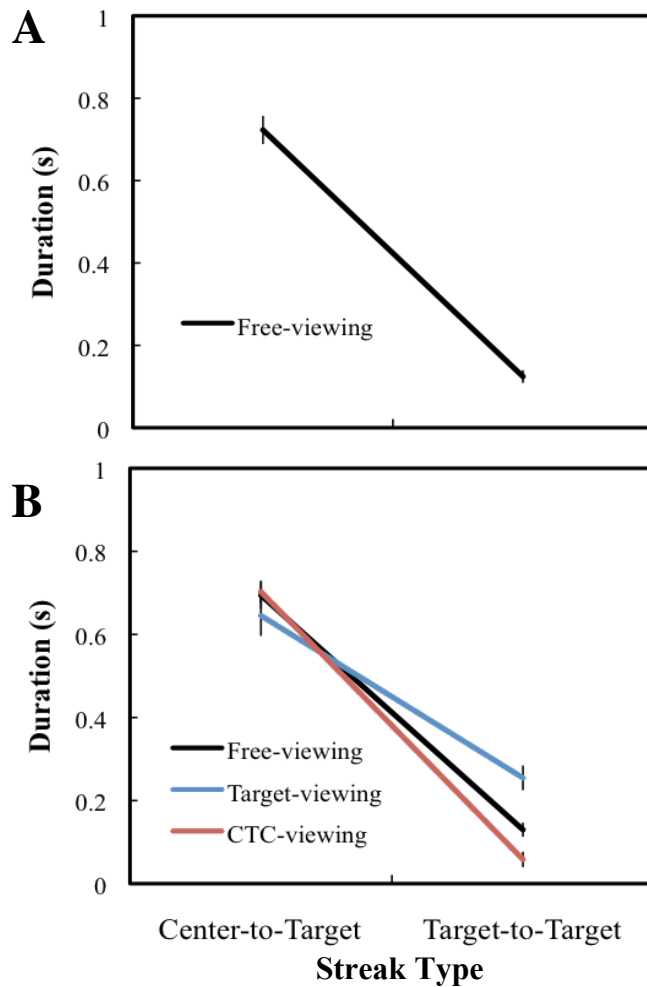 A
1
0.8
0.6
0.4
0.2
0
Duration (s)
Free-viewing
B
1
0.8
0.6
0.4
0.2
0
Duration (s)
Free-viewing
Target-viewing
CTC-viewing
Center-to-Target Target-to-Target
Streak Type